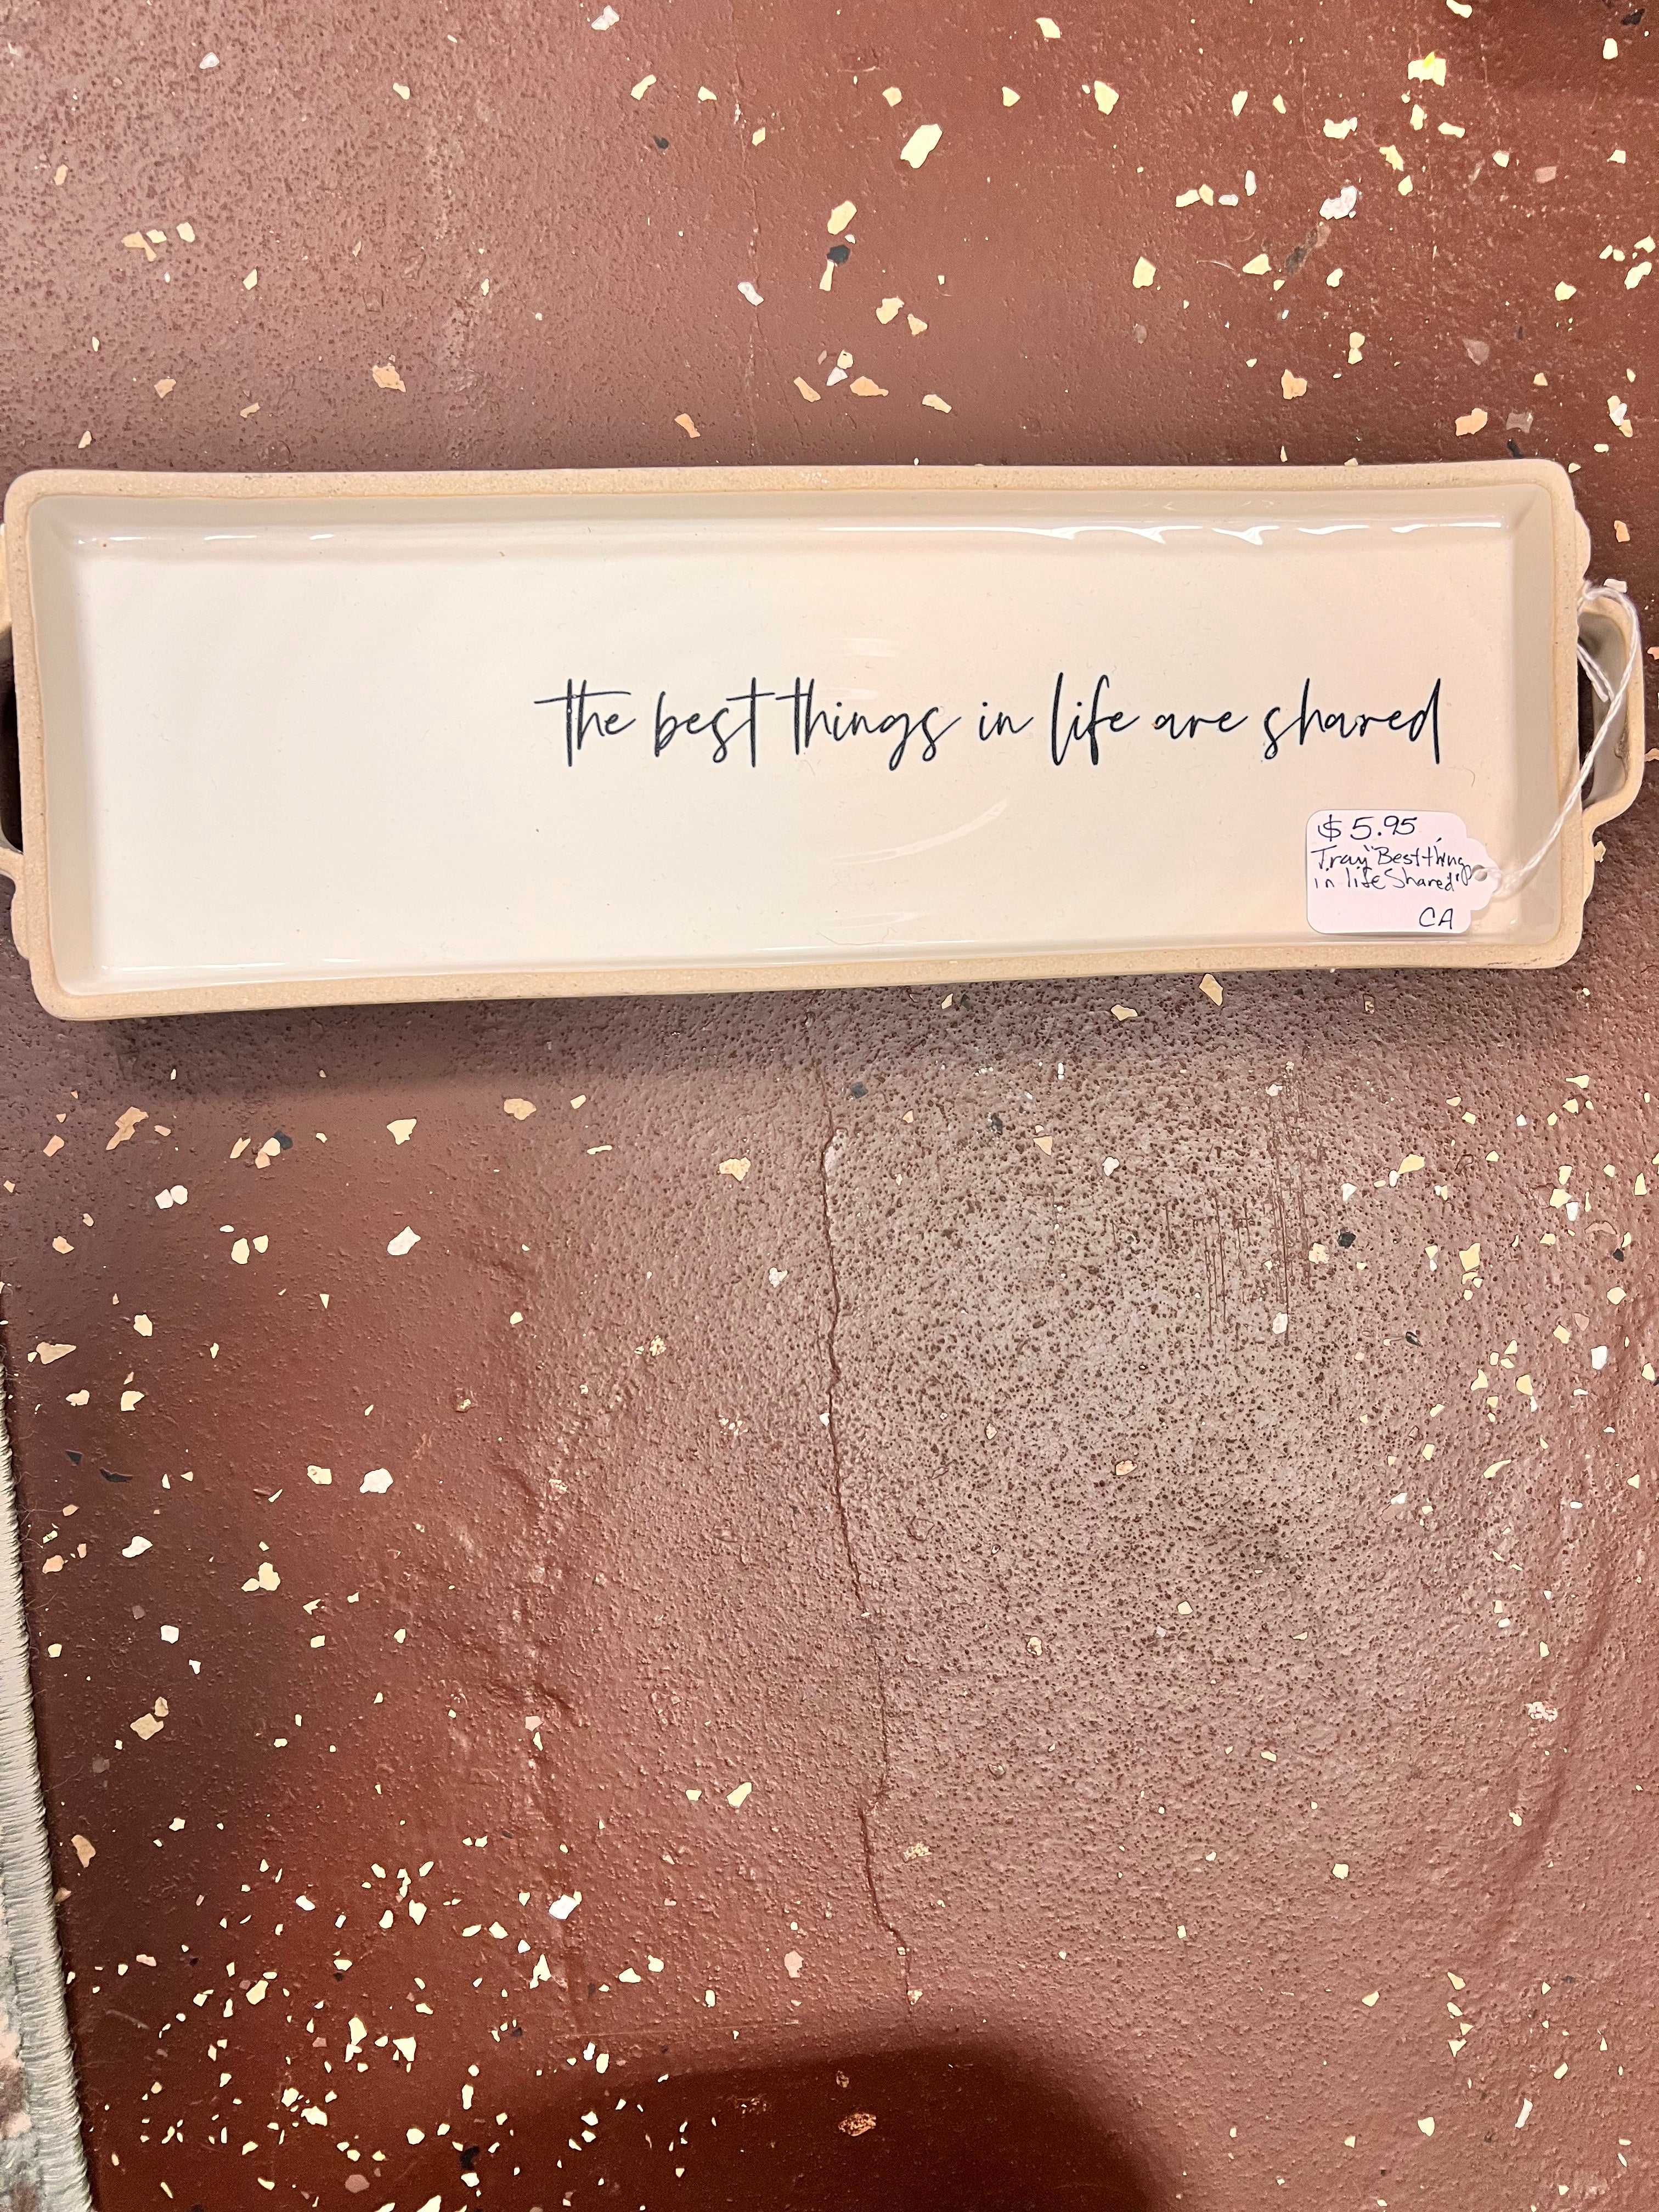 the best things in life are shared
$5.95
Tray "Best things
in life Shared"
CA